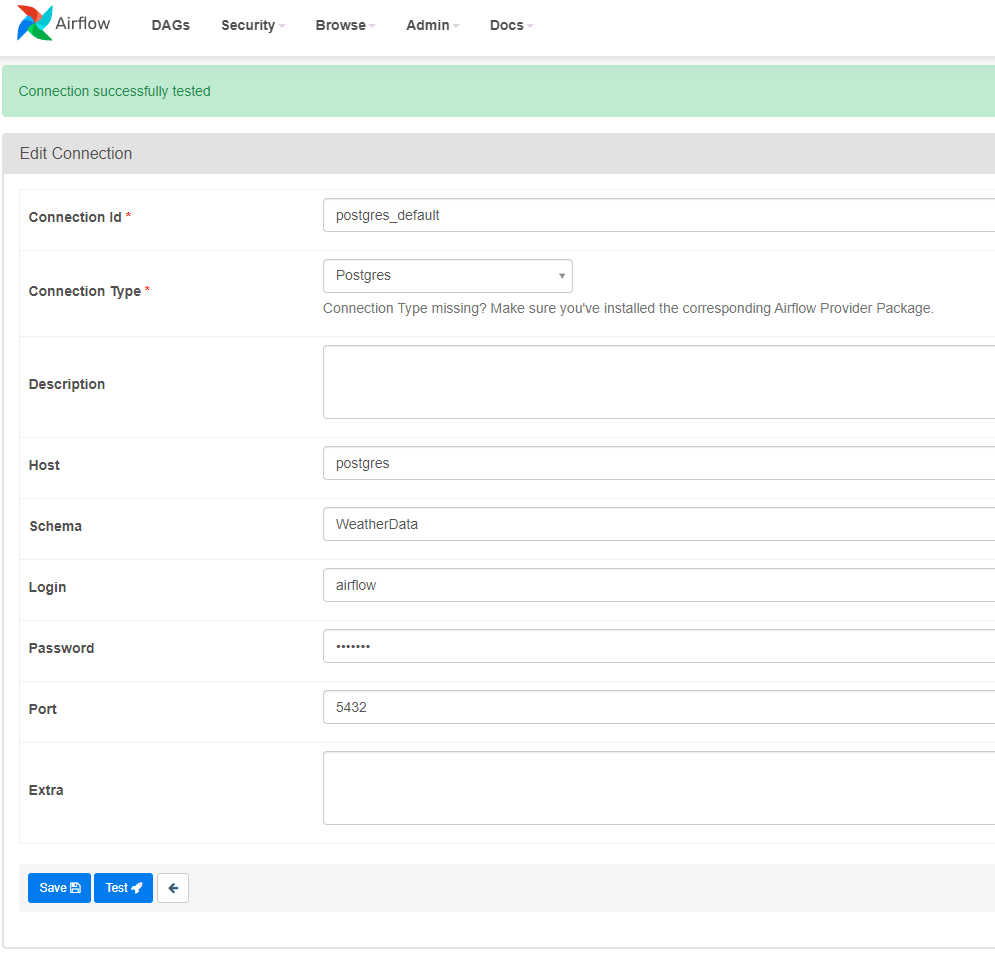 Airflow DAGs Security Browse Admin Docs
Connection successfully tested
Edit Connection
Connection Id * postgres_default
Connection Type * Postgres
Connection Type missing? Make sure you've installed the corresponding Airflow Provider Package.
Description
Host postgres
Schema WeatherData
Login airflow
Password •••••••
Port 5432
Extra
Save Test